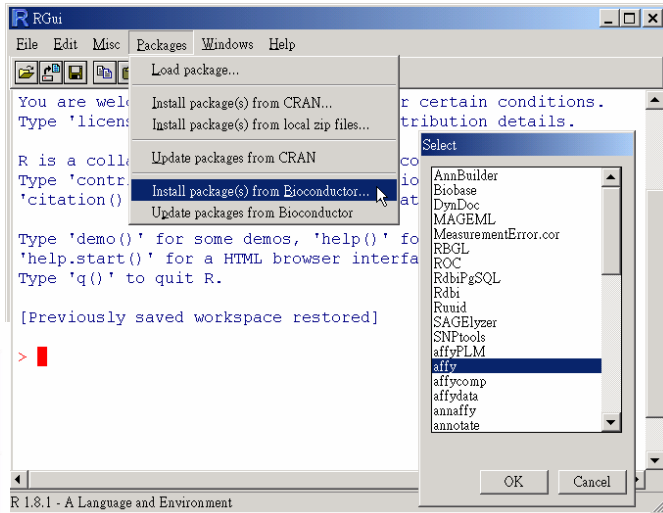 RGui
File Edit Misc Packages Windows Help
Load package...
Install package(s) from CRAN...
Install package(s) from local zip files...
Update packages from CRAN
Install package(s) from Bioconductor...
Update packages from Bioconductor
You are wel r certain conditions.
Type 'licens tribution details.
R is a colla co
Type 'contr io
'citation() at
Type 'demo()' for some demos, 'help()' fo
'help.start()' for a HTML browser interfa
Type 'q()' to quit R.
[Previously saved workspace restored]
>
Select
AnnBuilder
Biobase
DynDoc
MAGEML
MeasurementError.cor
RBGL
ROC
RdbiPgSQL
Rdbi
Ruuid
SAGElyzer
SNPtools
affyPLM
affy
affycomp
affydata
annaffy
annotate
OK Cancel
R 1.8.1 - A Language and Environment